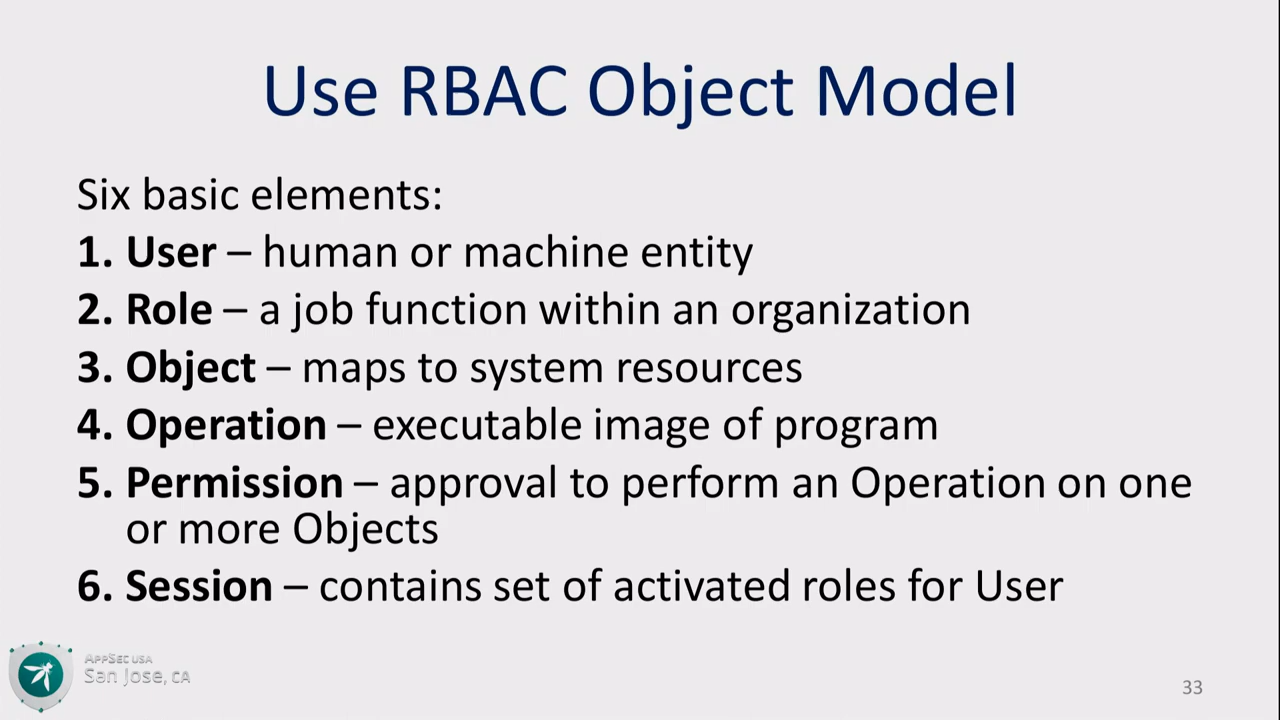 Use RBAC Object Model
Six basic elements:
1. User – human or machine entity
2. Role – a job function within an organization
3. Object – maps to system resources
4. Operation – executable image of program
5. Permission – approval to perform an Operation on one
or more Objects
6. Session – contains set of activated roles for User
AppSec USA
San Jose, CA
33